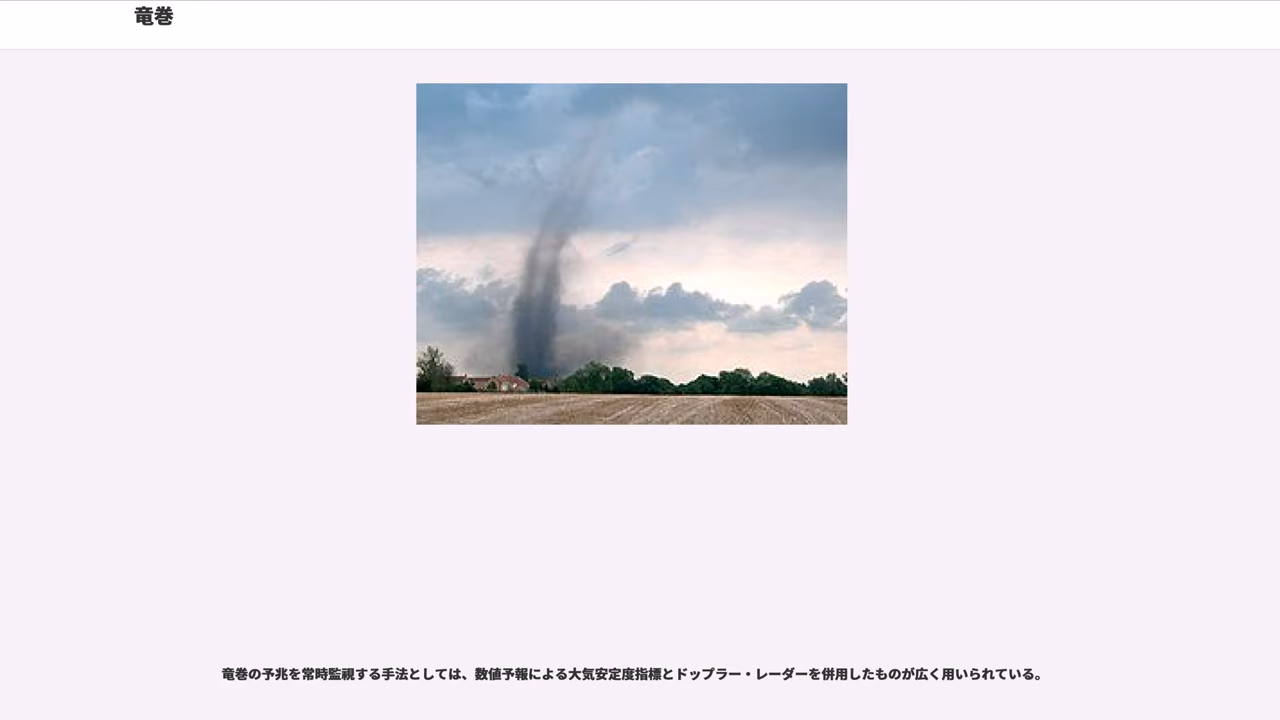 竜巻
竜巻の予兆を常時監視する手法としては、数値予報による大気安定度指標とドップラー・レーダーを併用したものが広く用いられている。